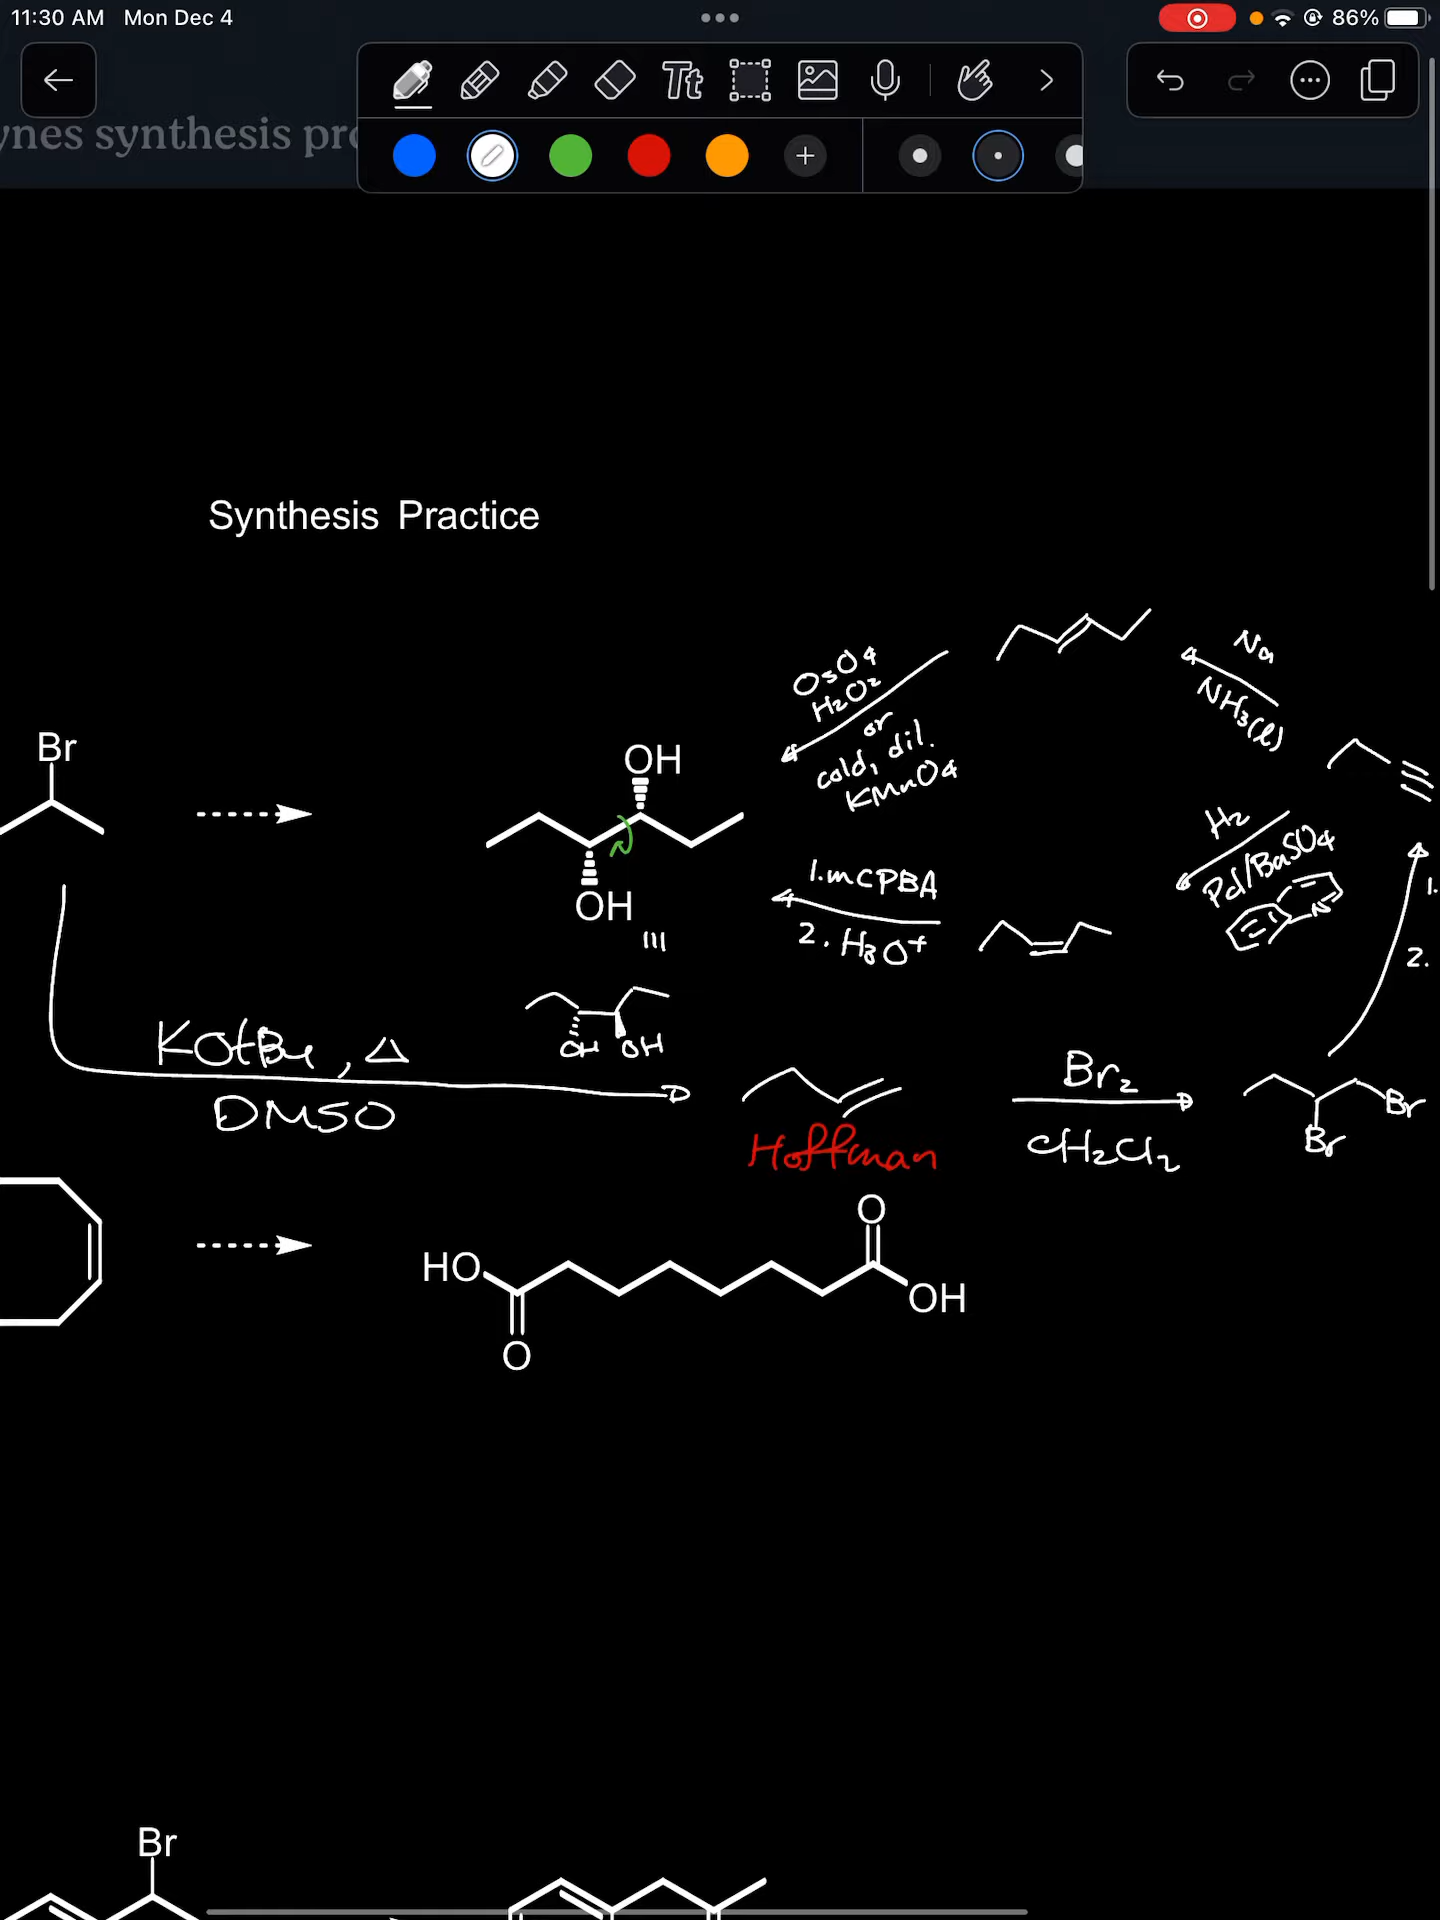 11:30 AM Mon Dec 4
86%
Tt
ynes synthesis pro
Synthesis Practice
OsO4
H2O2
or
cold, dil.
KMnO4
Na
NH3(l)
Br
OH
OH
1. mCPBA
2. H3O+
H2
Pd/BaSO4
N
1.
2.
OH OH
KOtBu, Δ
DMSO
Hoffman
Br2
CH2Cl2
Br
Br
HO
O
O
OH
Br